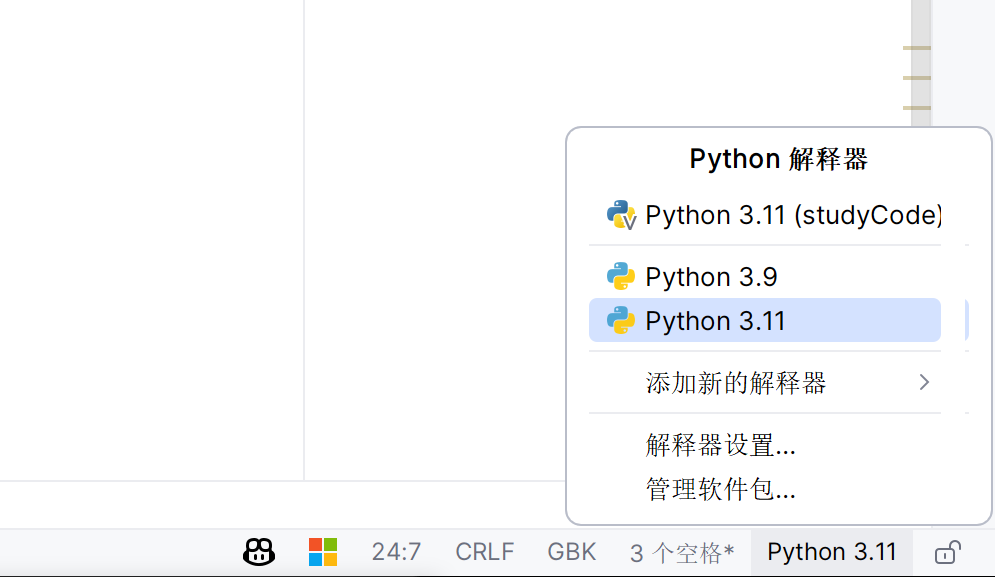 Python 解释器
Python 3.11 (studyCode)
Python 3.9
Python 3.11
添加新的解释器
解释器设置...
管理软件包...
24:7 CRLF GBK 3 个空格* Python 3.11